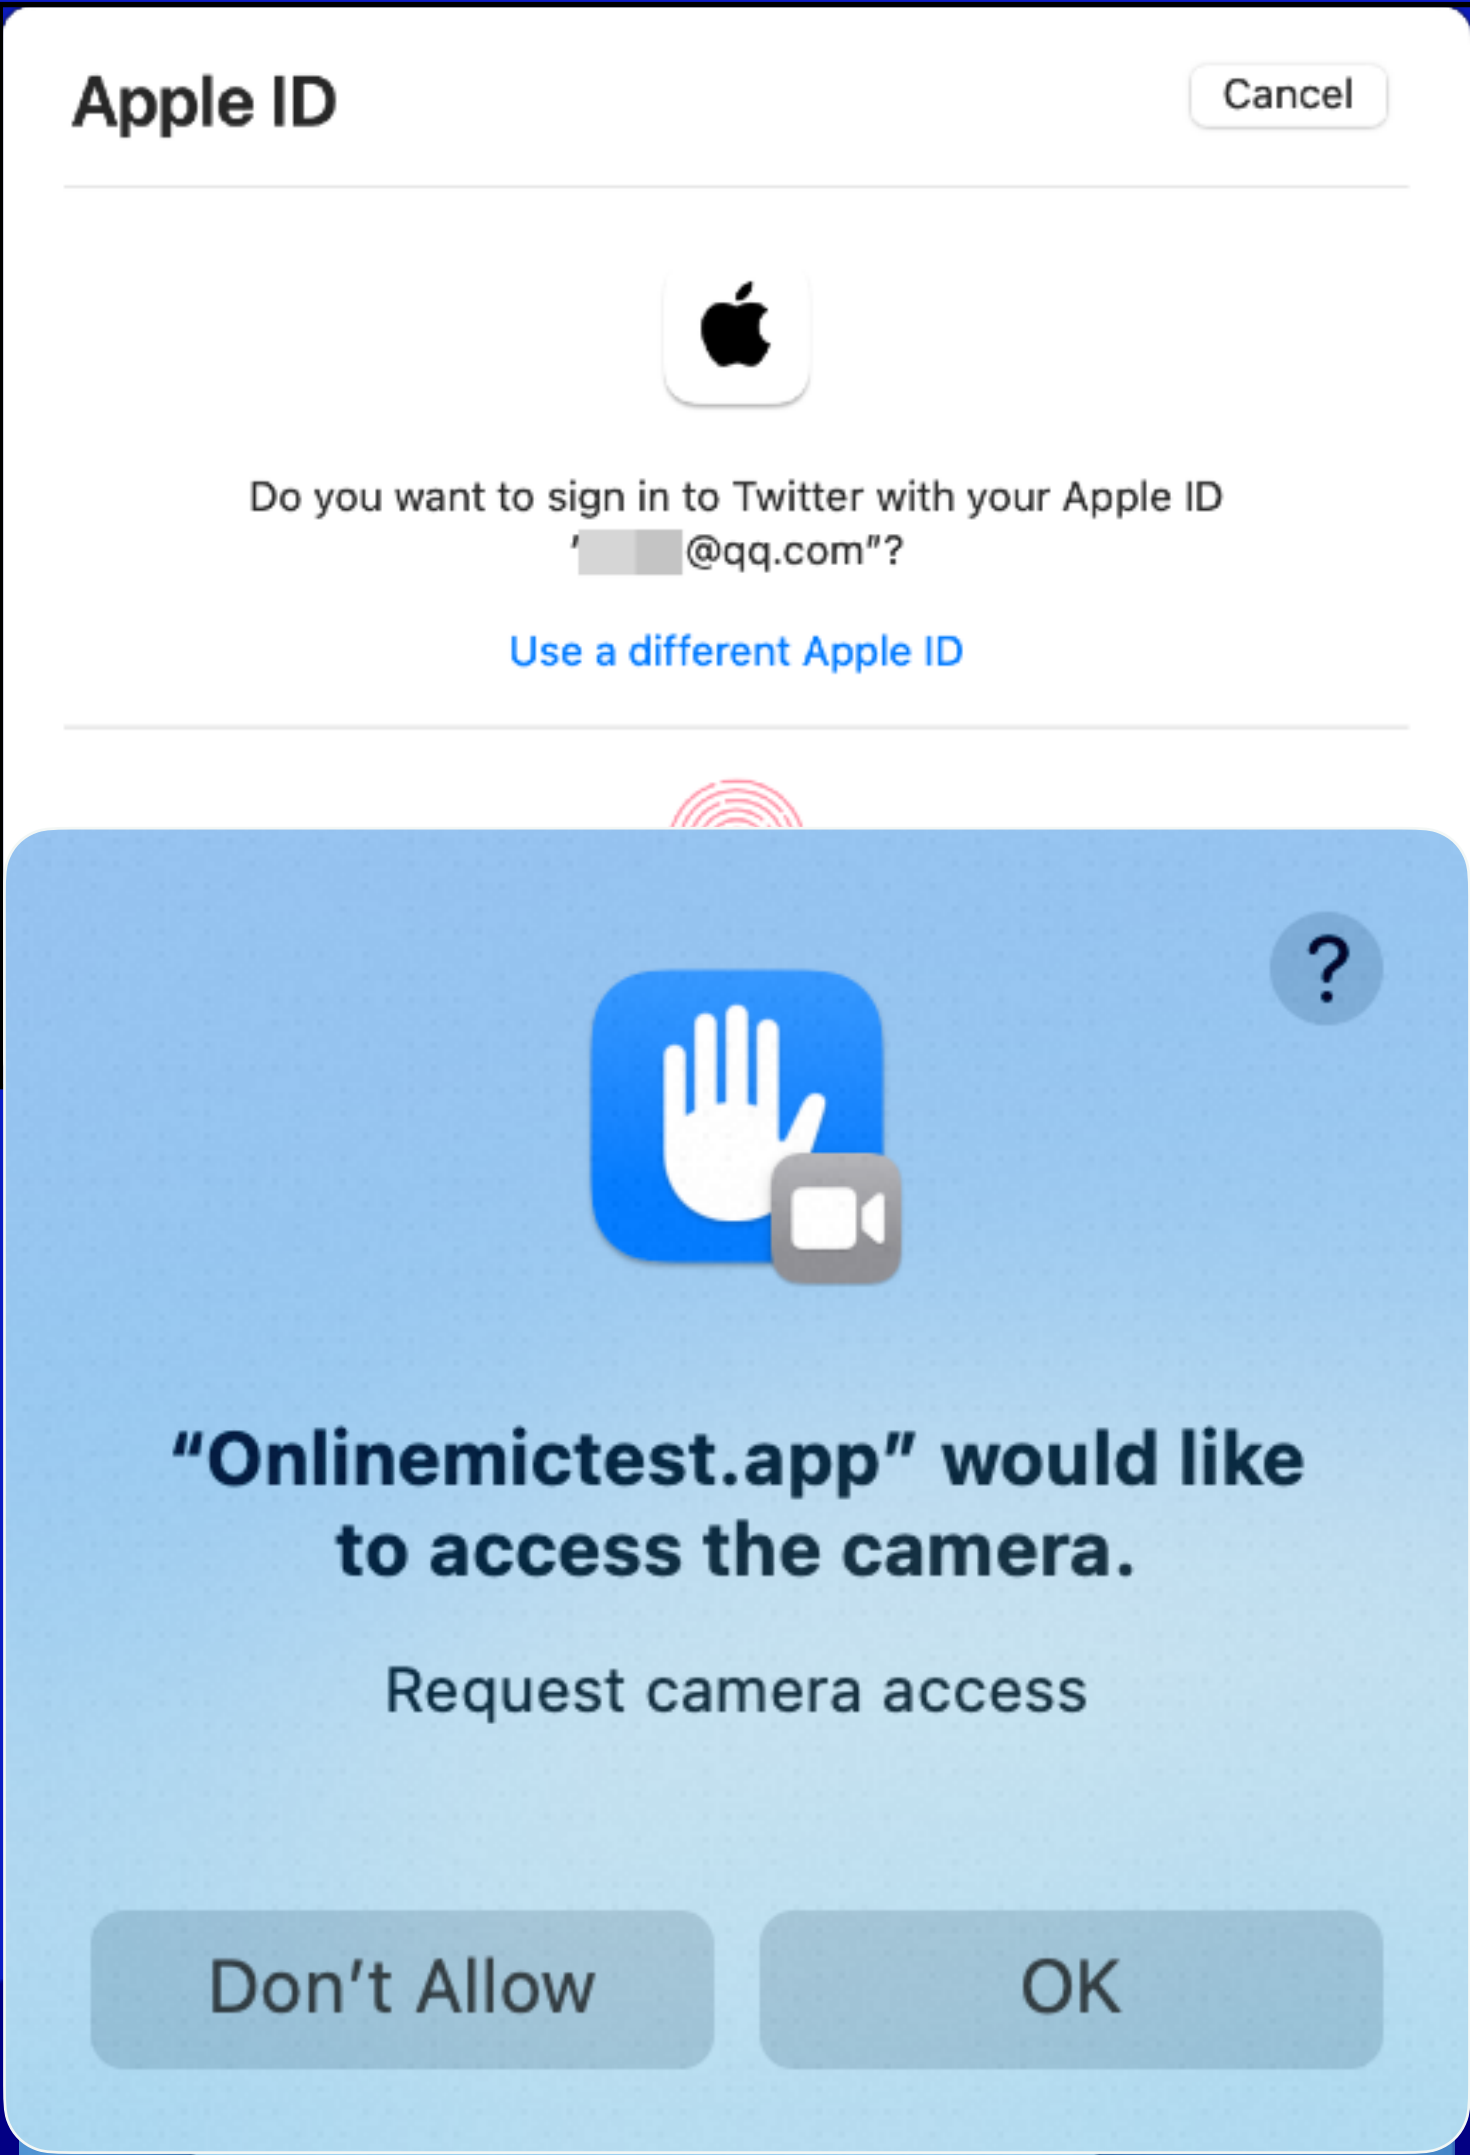 Apple ID
Cancel
Do you want to sign in to Twitter with your Apple ID
"@qq.com"?
Use a different Apple ID
?
“Onlinemictest.app” would like
to access the camera.
Request camera access
Don’t Allow
OK